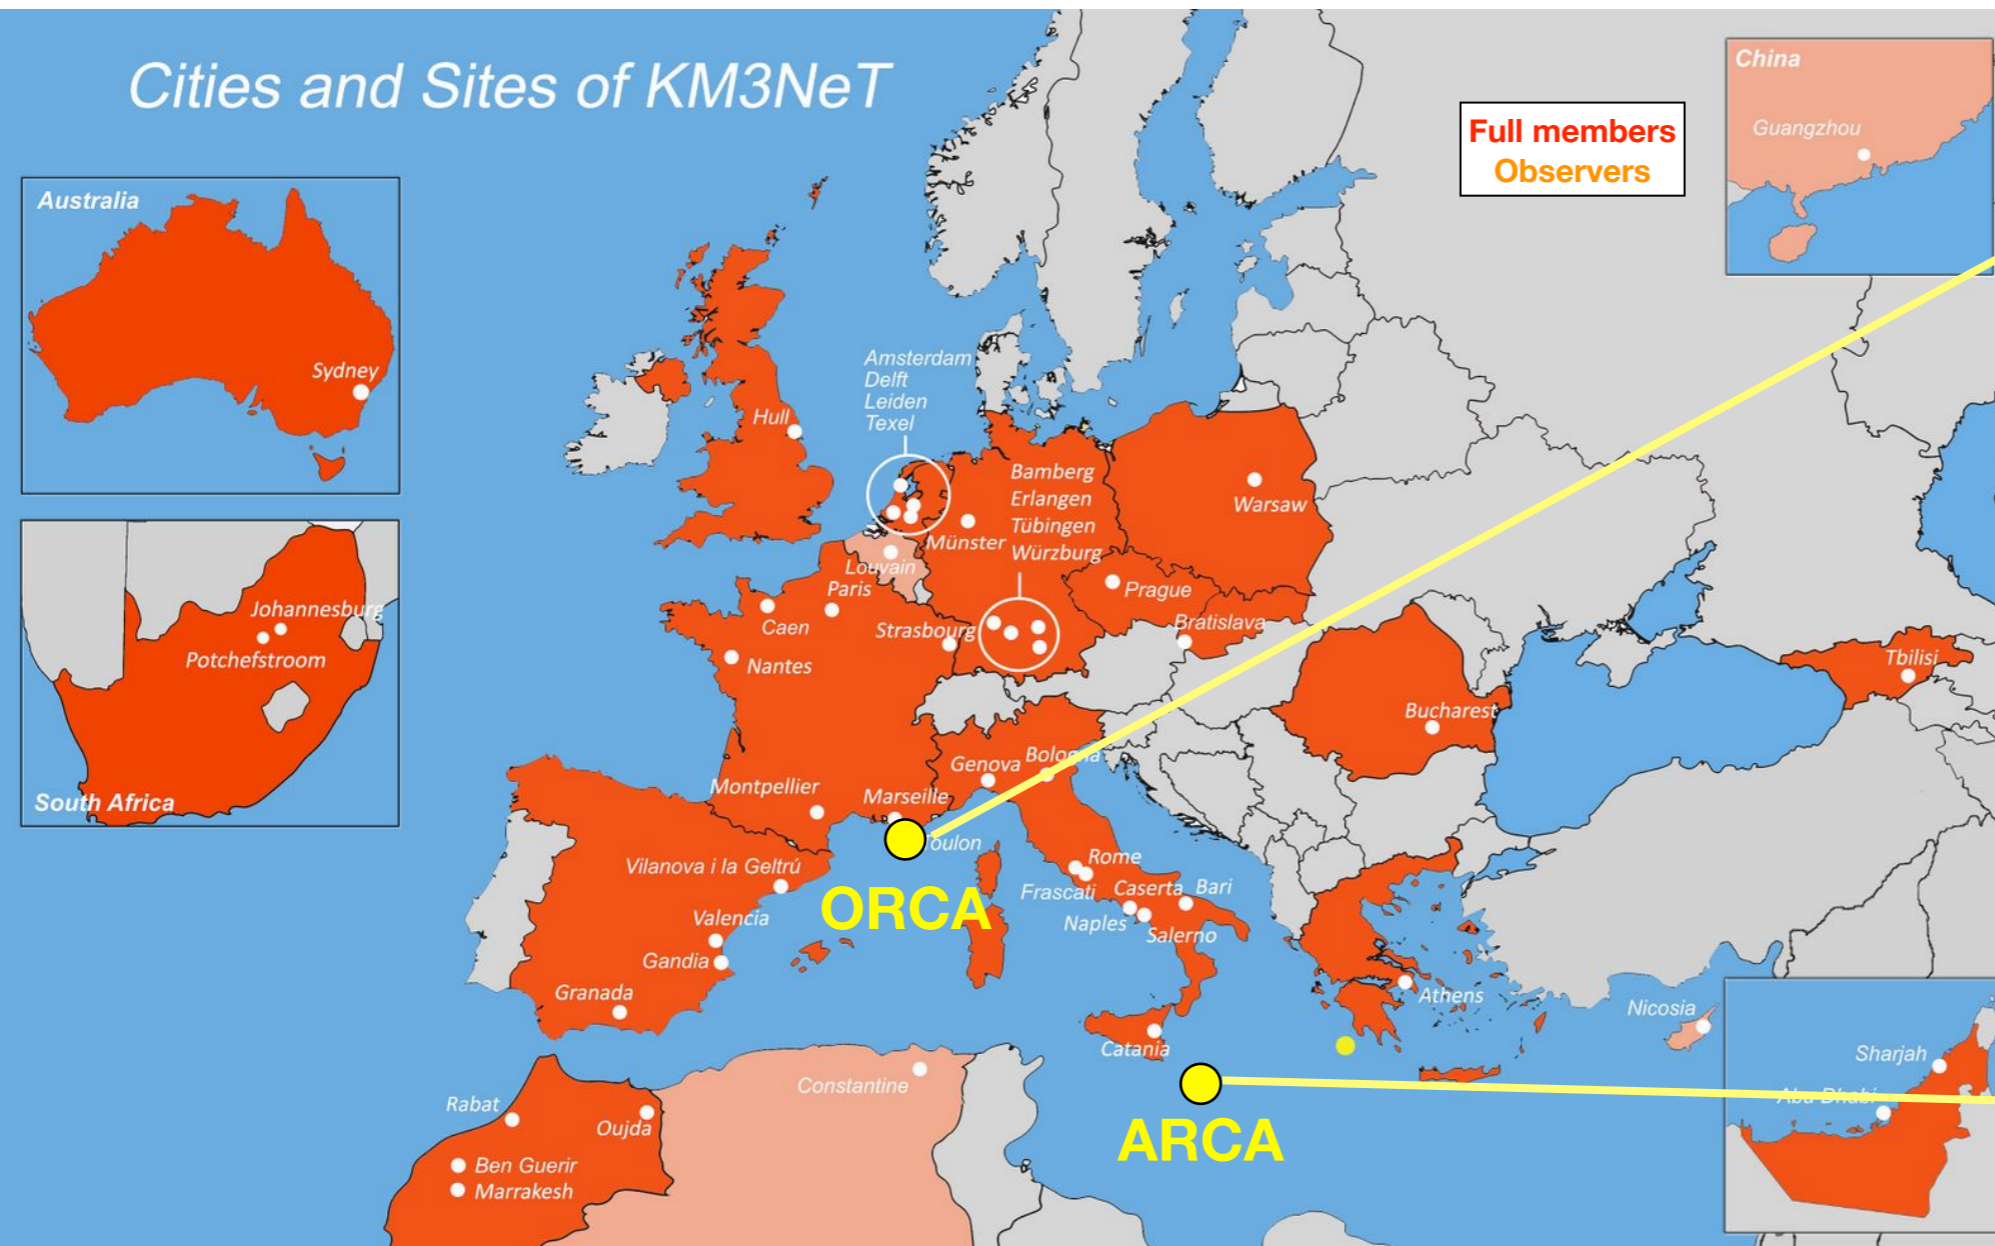 Cities and Sites of KM3NeT
China
Guangzhou
Full members
Observers
Australia
Sydney
Amsterdam
Delft
Leiden
Texel
Hull
Bamberg
Erlangen
Tübingen
Würzburg
Warsaw
Münster
Louvain
Paris
Prague
Caen
Strasbourg
Bratislava
Nantes
Johannesburg
Potchefstroom
South Africa
Tbilisi
Bucharest
Genova
Bologna
Montpellier
Marseille
Toulon
Vilanova i la Geltrú
Rome
Frascati
Caserta
Bari
ORCA
Valencia
Naples
Salerno
Gandia
Granada
Athens
Nicosia
Catania
Sharjah
Constantine
Abu Dhabi
Rabat
Oujda
ARCA
Ben Guerir
Marrakesh